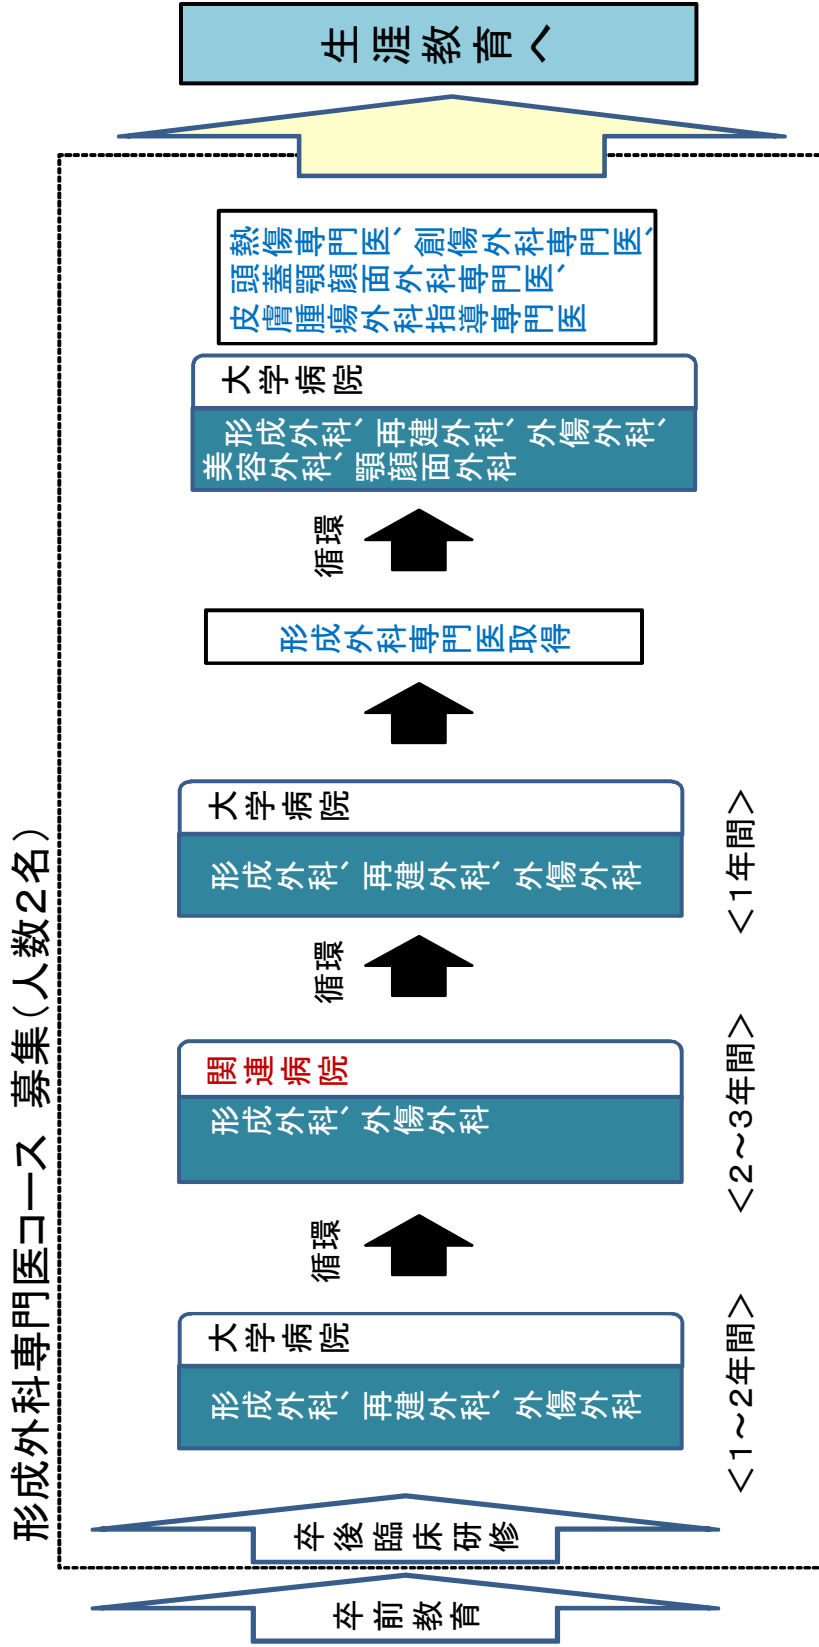 形成外科専門医コース 募集(人数2名)
卒前教育
卒後臨床研修
大学病院
形成外科、再建外科、外傷外科
<1~2年間>
循環
関連病院
形成外科、外傷外科
<2~3年間>
循環
大学病院
形成外科、再建外科、外傷外科
<1年間>
形成外科専門医取得
循環
大学病院
形成外科、再建外科、外傷外科、
美容外科、顎顔面外科
熱傷専門医、創傷外科専門医、
頭蓋顎顔面外科専門医、
皮膚腫瘍外科指導専門医
生涯教育へ